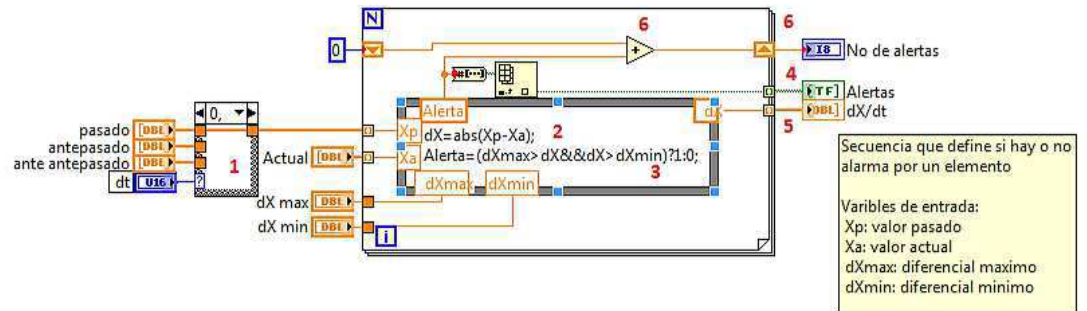 N
6
6
0
I8
No de alertas
#[...]
4
TF
Alertas
0,
Alerta
dX
DBL
dX/dt
pasado
DBL
Xp
dX=abs(Xp-Xa);
2
5
antepasado
DBL
Actual
DBL
Xa
Alerta=(dXmax>dX&&dX>dXmin)?1:0;
ante antepasado
DBL
1
3
dt
U16
?
dXmax
dXmin
dX max
DBL
dX min
DBL
i
Secuencia que define si hay o no
alarma por un elemento
Varibles de entrada:
Xp: valor pasado
Xa: valor actual
dXmax: diferencial maximo
dXmin: diferencial minimo